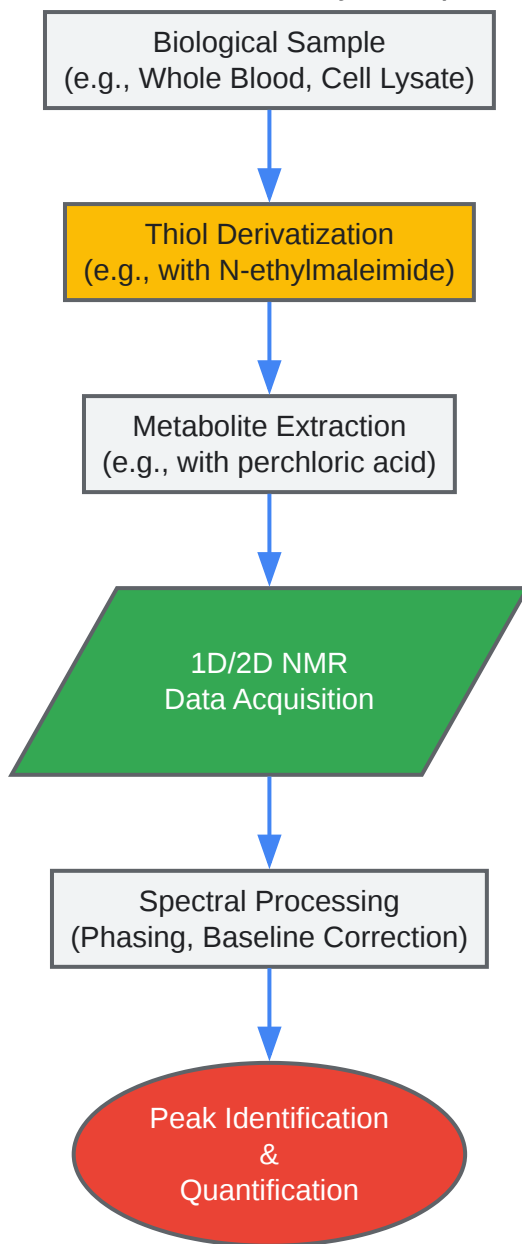 Biological Sample
(e.g., Whole Blood, Cell Lysate)
Thiol Derivatization
(e.g., with N-ethylmaleimide)
Metabolite Extraction
(e.g., with perchloric acid)
1D/2D NMR
Data Acquisition
Spectral Processing
(Phasing, Baseline Correction)
Peak Identification
&
Quantification